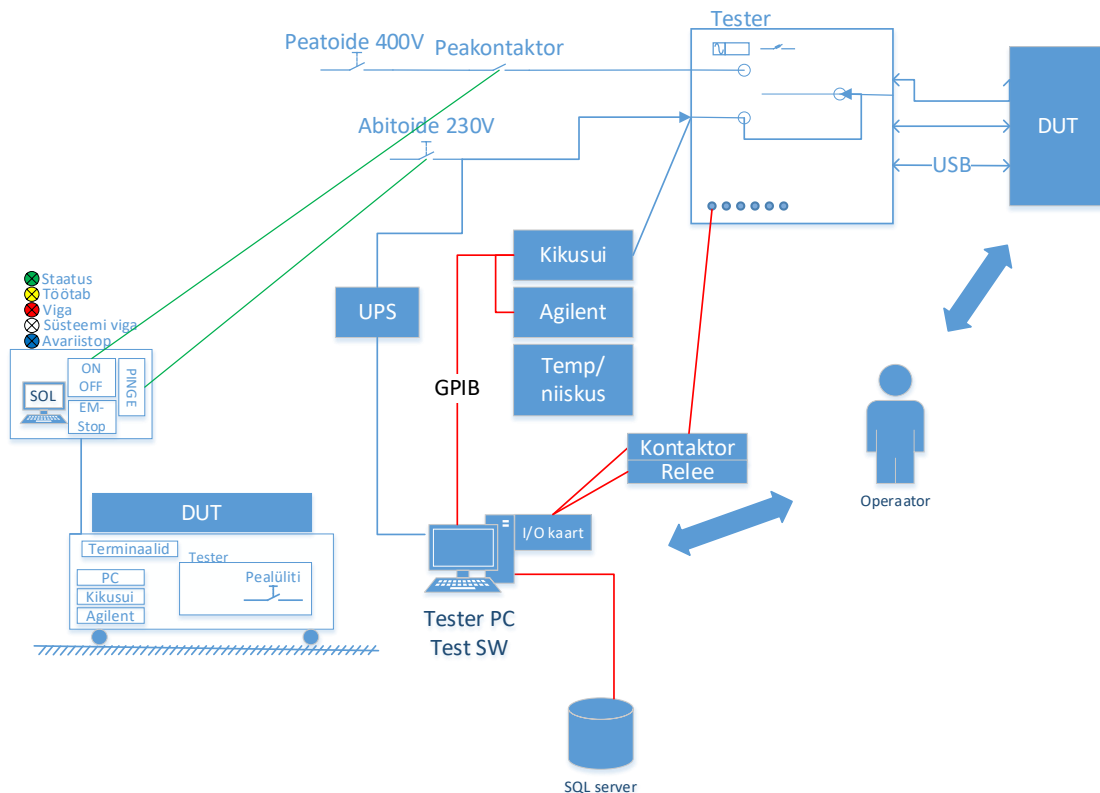 Tester
Peatoide 400V
Peakontaktor
Abitoide 230V
DUT
USB
Kikusui
Agilent
Temp/
niiskus
UPS
GPIB
Staatus
Töötab
Viga
Süsteemi viga
Avariistop
SOL
ON
OFF
EM-
Stop
PINGE
Kontaktor
Relee
I/O kaart
Operaator
DUT
Terminaalid
Tester
PC
Kikusui
Agilent
Pealüliti
Tester PC
Test SW
SQL server